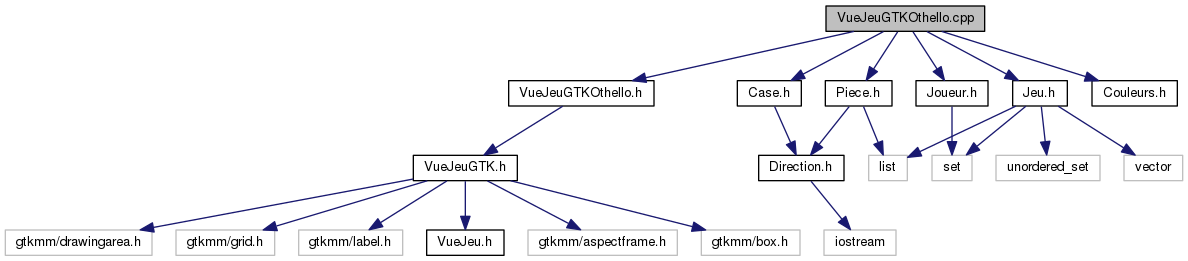 VueJeuGTKOthello.cpp
VueJeuGTKOthello.h
Case.h
Piece.h
Joueur.h
Jeu.h
Couleurs.h
VueJeuGTK.h
Direction.h
list
set
unordered_set
vector
gtkmm/drawingarea.h
gtkmm/grid.h
gtkmm/label.h
VueJeu.h
gtkmm/aspectframe.h
gtkmm/box.h
iostream